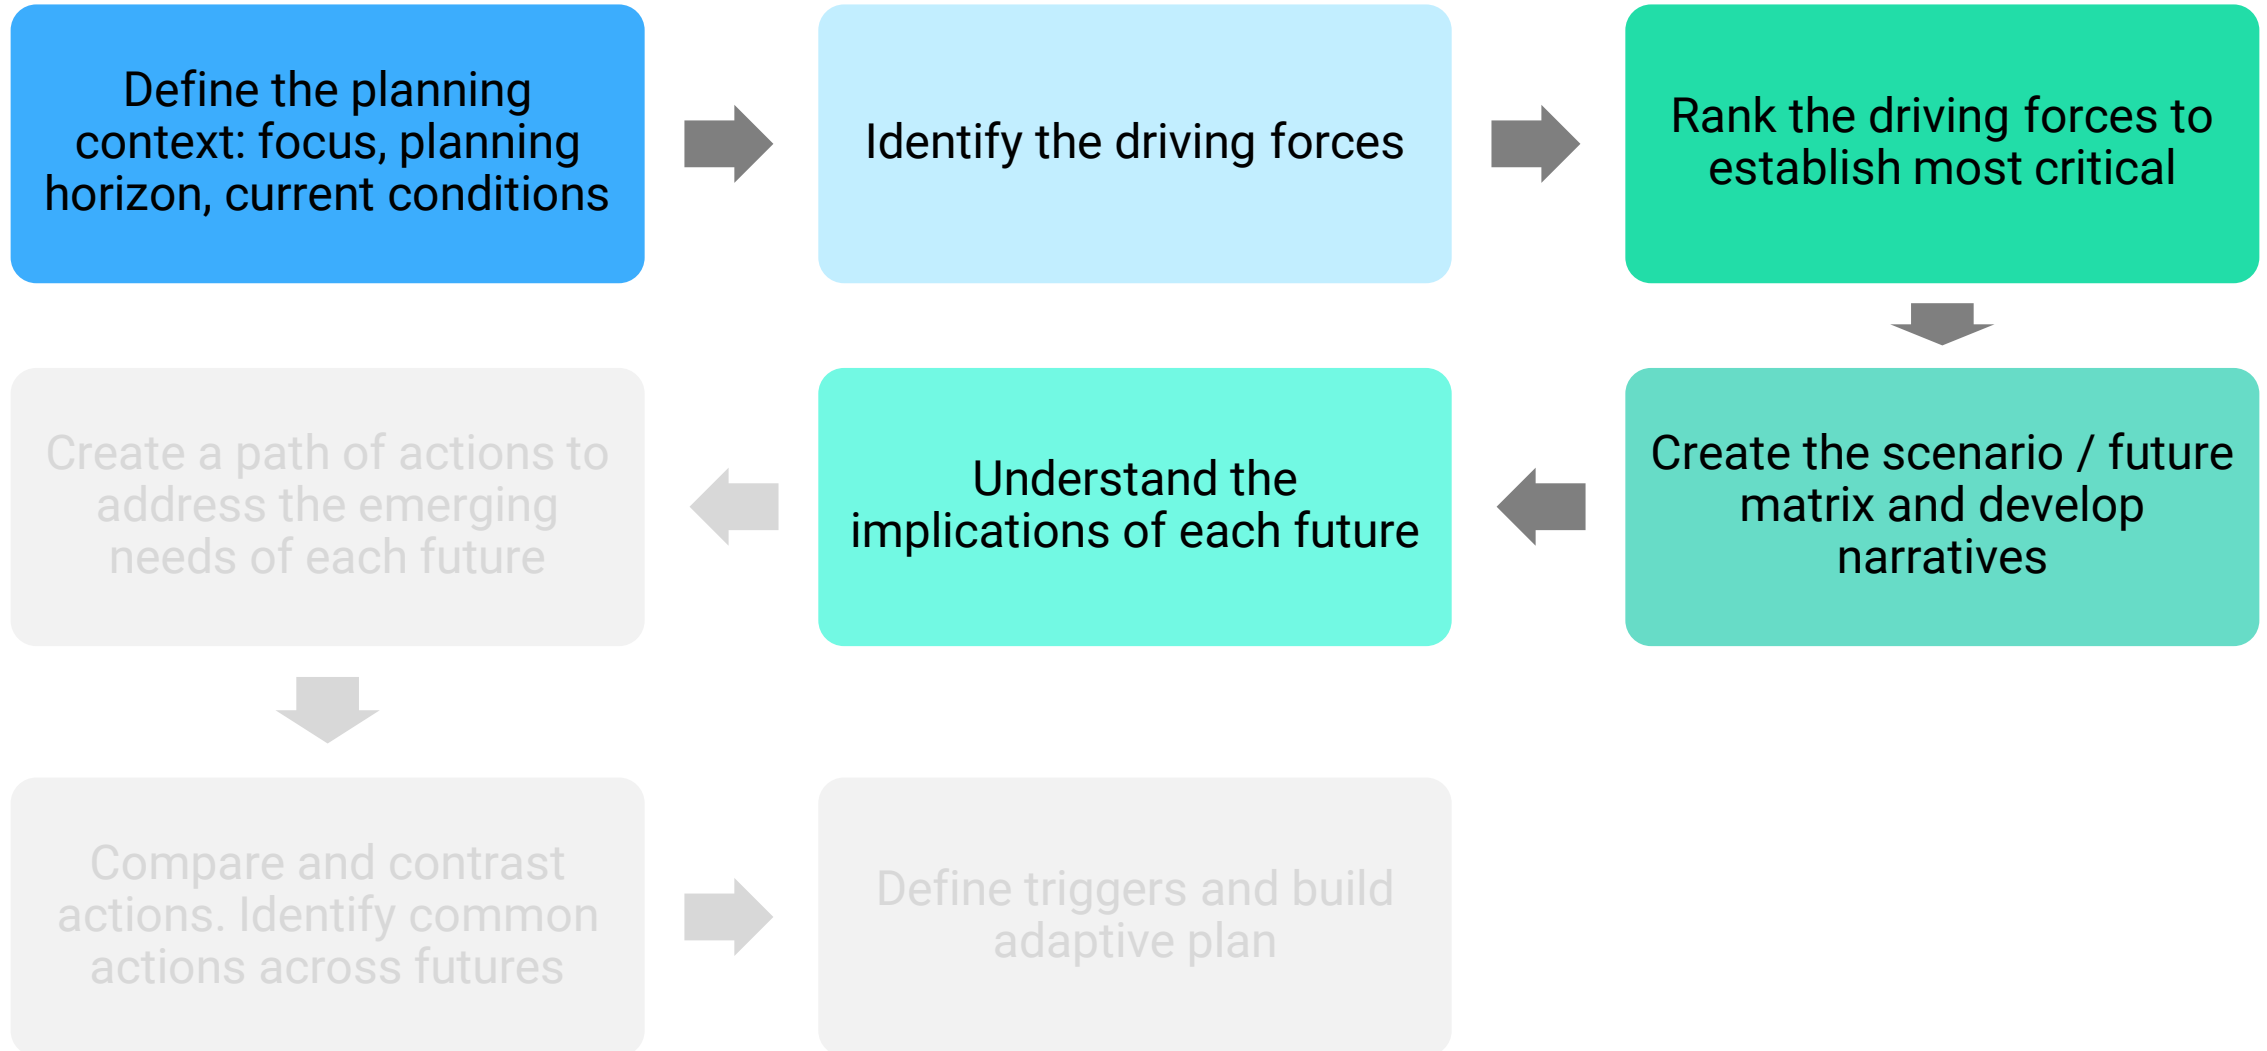 Define the planning
context: focus, planning
horizon, current conditions
Identify the driving forces
Rank the driving forces to
establish most critical
Create the scenario / future
matrix and develop
narratives
Understand the
implications of each future
Create a path of actions to
address the emerging
needs of each future
Compare and contrast
actions. Identify common
actions across futures
Define triggers and build
adaptive plan